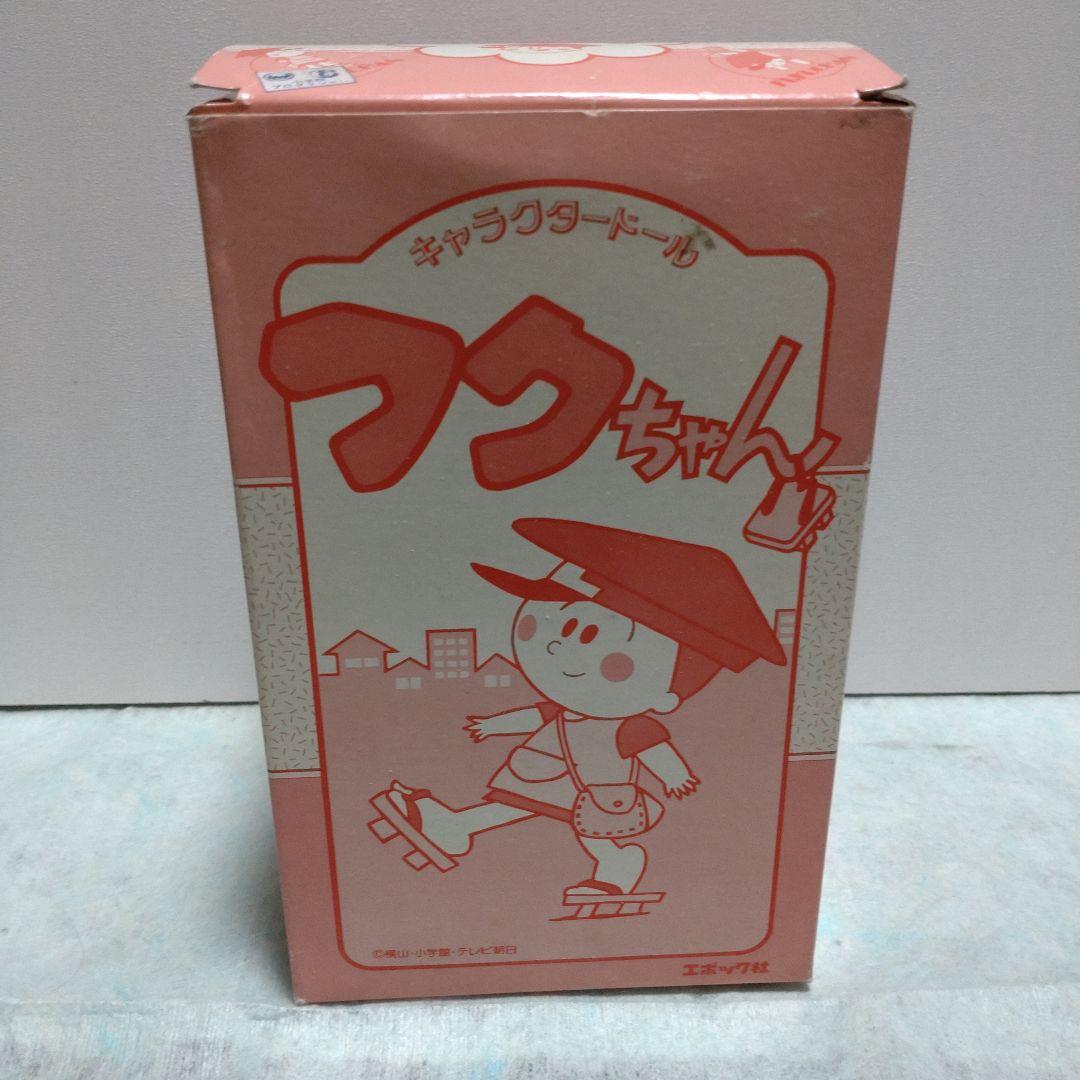 キャラクタードール
フクちゃん
©横山・小学館・テレビ朝日
エポック社